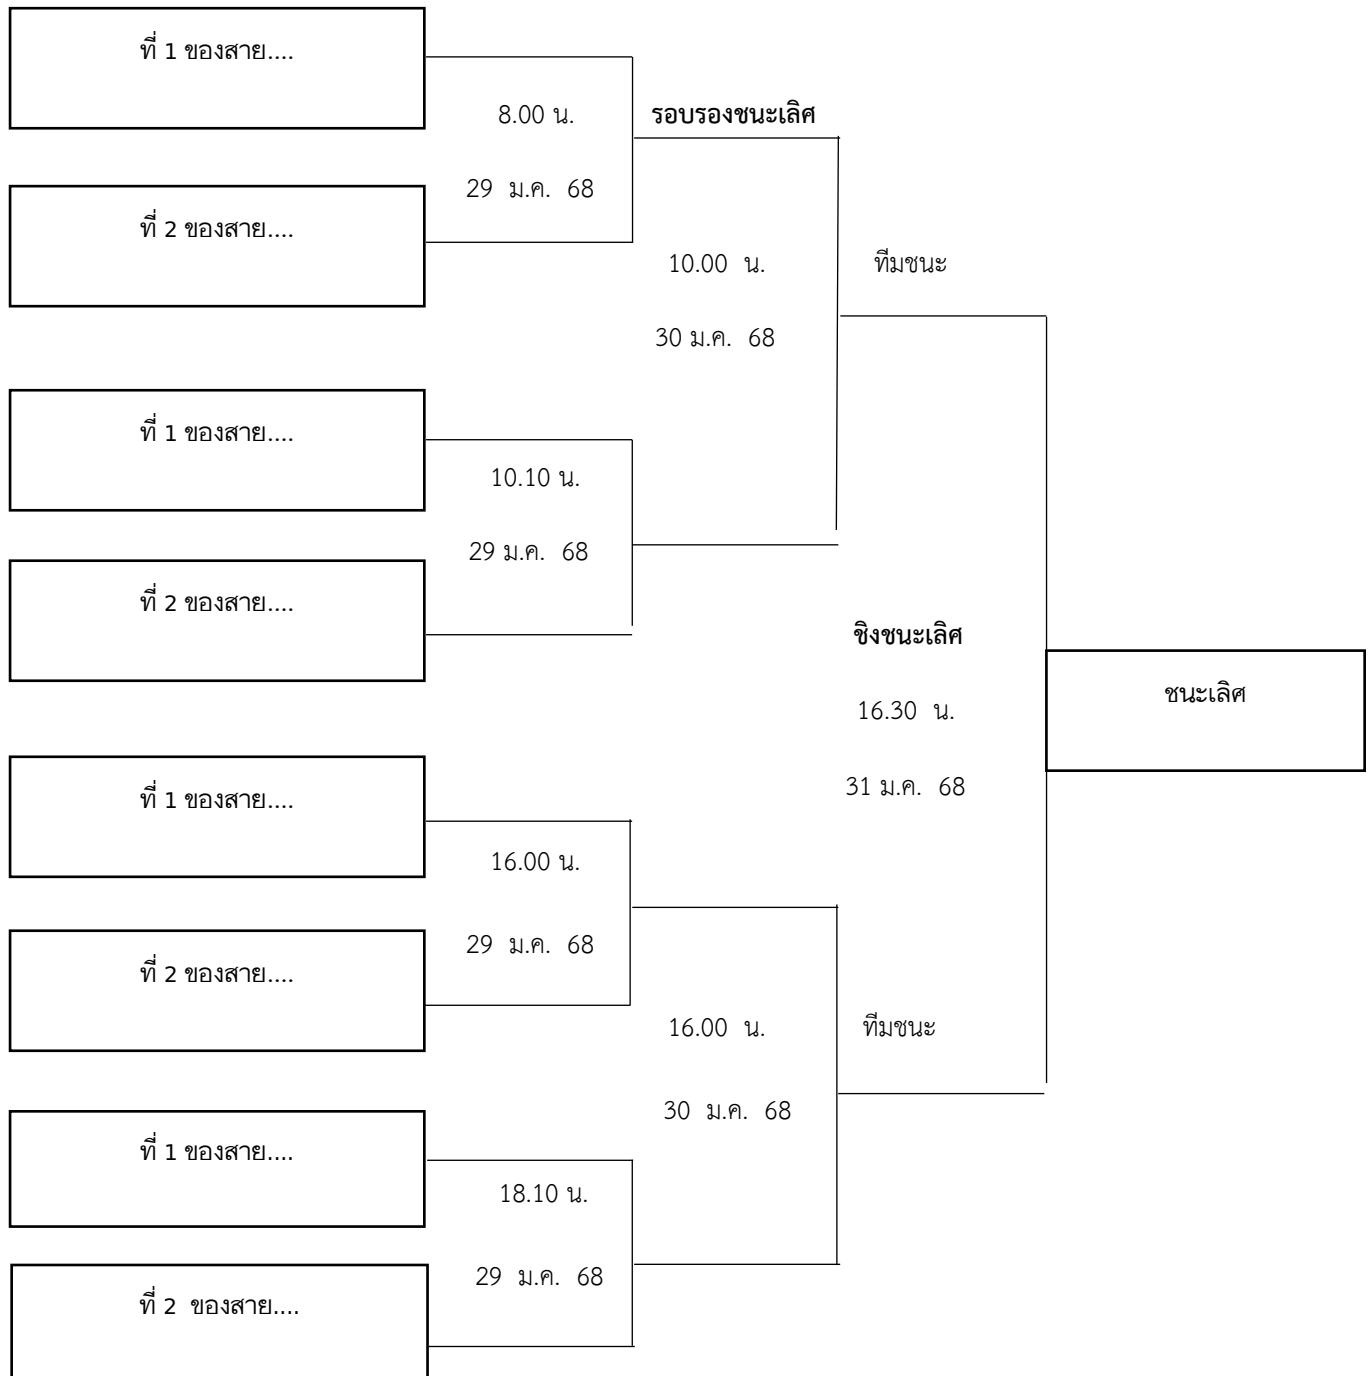 ที่ 1 ของสาย....
8.00 น.
รอบรองชนะเลิศ
29 ม.ค. 68
ที่ 2 ของสาย....
10.00 น.
ทีมชนะ
30 ม.ค. 68
ที่ 1 ของสาย....
10.10 น.
29 ม.ค. 68
ที่ 2 ของสาย....
ชิงชนะเลิศ
ชนะเลิศ
16.30 น.
31 ม.ค. 68
ที่ 1 ของสาย....
16.00 น.
29 ม.ค. 68
ที่ 2 ของสาย....
16.00 น.
ทีมชนะ
30 ม.ค. 68
ที่ 1 ของสาย....
18.10 น.
29 ม.ค. 68
ที่ 2 ของสาย....